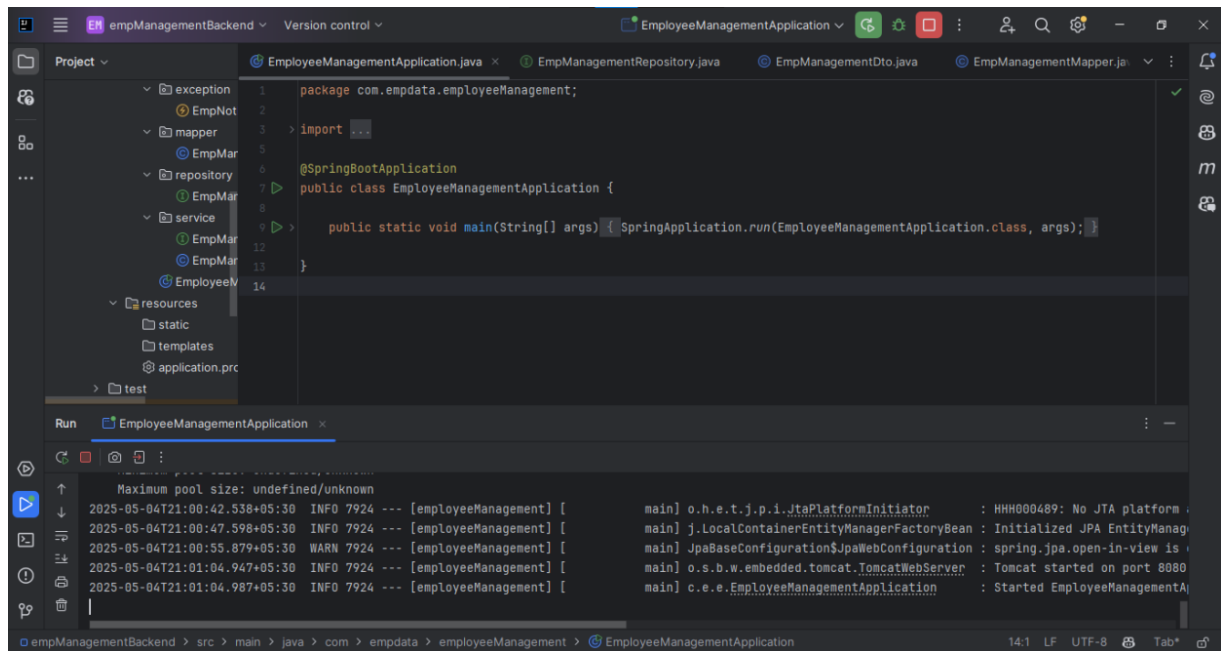 EM empManagementBackend Version control EmployeeManagementApplication
Project
EmployeeManagementApplication.java EmpManagementRepository.java EmpManagementDto.java EmpManagementMapper.ja
exception
EmpNot
mapper
EmpMar
repository
EmpMar
service
EmpMar
EmpMar
EmployeeM
resources
static
templates
application.pro
test
1 package com.empdata.employeeManagement;
2
3 import ...
5
6 @SpringBootApplication
7 public class EmployeeManagementApplication {
8
9 public static void main(String[] args) { SpringApplication.run(EmployeeManagementApplication.class, args); }
12
13 }
14
m
Run EmployeeManagementApplication
Maximum pool size: undefined/unknown
2025-05-04T21:00:42.538+05:30 INFO 7924 --- [employeeManagement] [ main] o.h.e.t.j.p.i.JtaPlatformInitiator : HHH000489: No JTA platform
2025-05-04T21:00:47.598+05:30 INFO 7924 --- [employeeManagement] [ main] j.LocalContainerEntityManagerFactoryBean : Initialized JPA EntityManag
2025-05-04T21:00:55.879+05:30 WARN 7924 --- [employeeManagement] [ main] JpaBaseConfiguration$JpaWebConfiguration : spring.jpa.open-in-view is
2025-05-04T21:01:04.947+05:30 INFO 7924 --- [employeeManagement] [ main] o.s.b.w.embedded.tomcat.TomcatWebServer : Tomcat started on port 8080
2025-05-04T21:01:04.987+05:30 INFO 7924 --- [employeeManagement] [ main] c.e.e.EmployeeManagementApplication : Started EmployeeManagementA
empManagementBackend > src > main > java > com > empdata > employeeManagement > EmployeeManagementApplication 14:1 LF UTF-8 Tab*